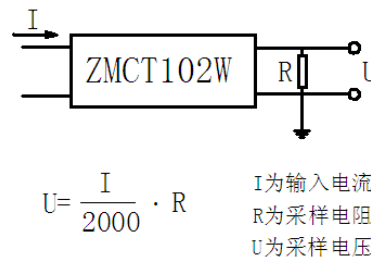 I
ZMCT102W
R
U
U= I/2000 · R
I为输入电流
R为采样电阻
U为采样电压